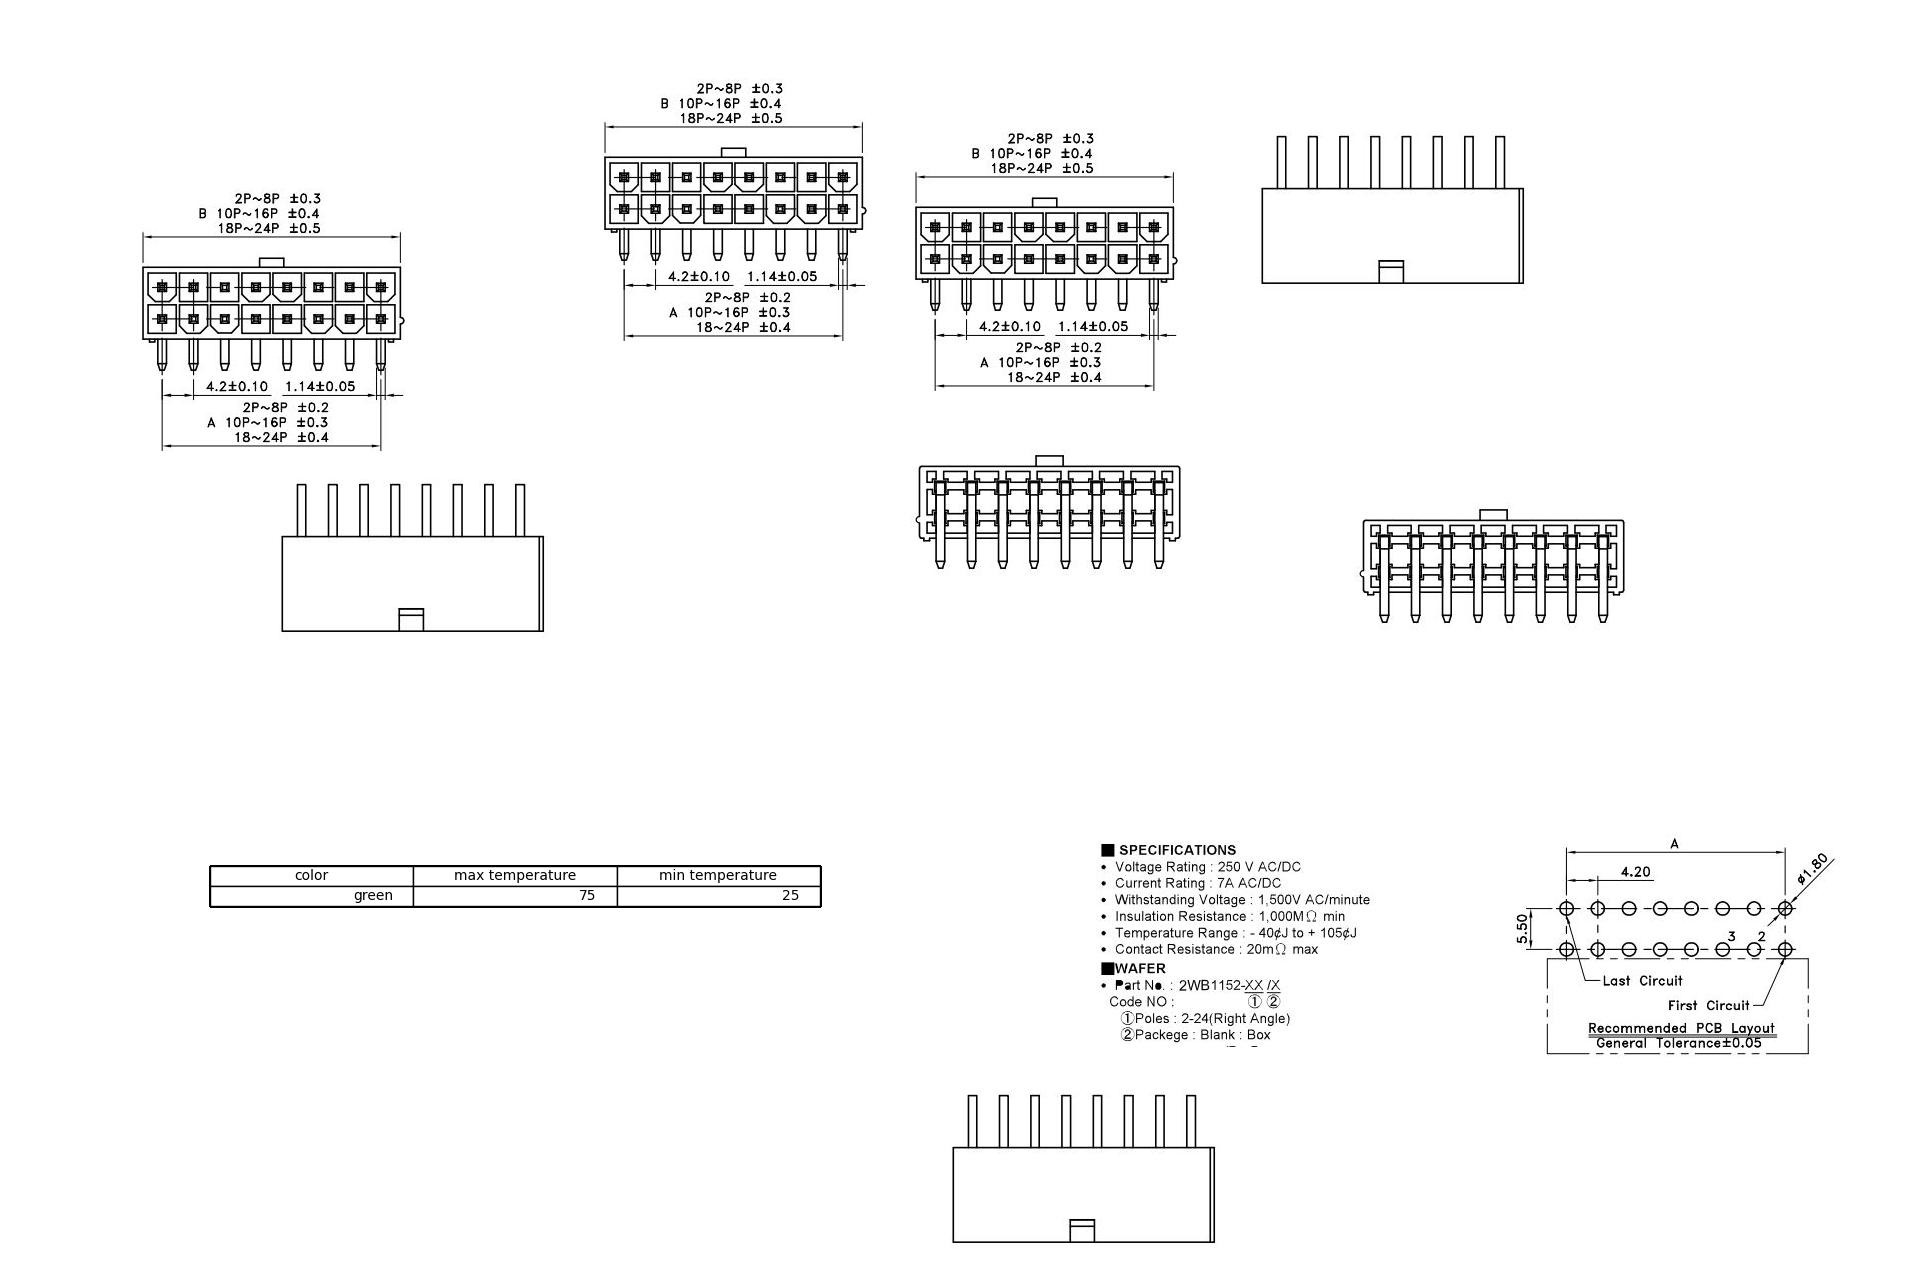 2P~8P ±0.3
B 10P~16P ±0.4
18P~24P ±0.5
4.2±0.10 1.14±0.05
2P~8P ±0.2
A 10P~16P ±0.3
18~24P ±0.4
2P~8P ±0.3
B 10P~16P ±0.4
18P~24P ±0.5
4.2±0.10 1.14±0.05
2P~8P ±0.2
A 10P~16P ±0.3
18~24P ±0.4
2P~8P ±0.3
B 10P~16P ±0.4
18P~24P ±0.5
4.2±0.10 1.14±0.05
2P~8P ±0.2
A 10P~16P ±0.3
18~24P ±0.4
color max temperature min temperature
green 75 25
■ SPECIFICATIONS
• Voltage Rating : 250 V AC/DC
• Current Rating : 7A AC/DC
• Withstanding Voltage : 1,500V AC/minute
• Insulation Resistance : 1,000MΩ min
• Temperature Range : - 40¢J to + 105¢J
• Contact Resistance : 20mΩ max
■WAFER
• Part No. : 2WB1152-XX /X
Code NO : ① ②
①Poles : 2-24(Right Angle)
②Packege : Blank : Box
A
4.20
ø1.80
5.50
3 2
Last Circuit
First Circuit
Recommended PCB Layout
General Tolerance±0.05